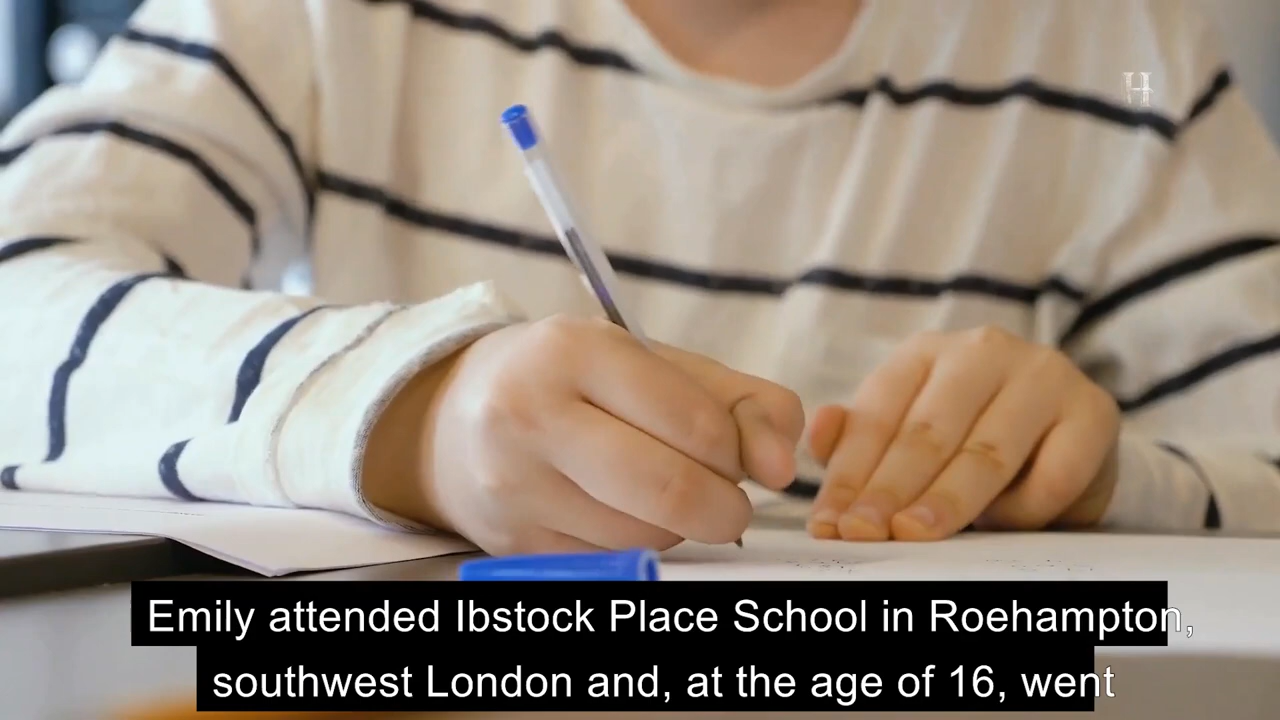 H
Emily attended Ibstock Place School in Roehampton,
southwest London and, at the age of 16, went